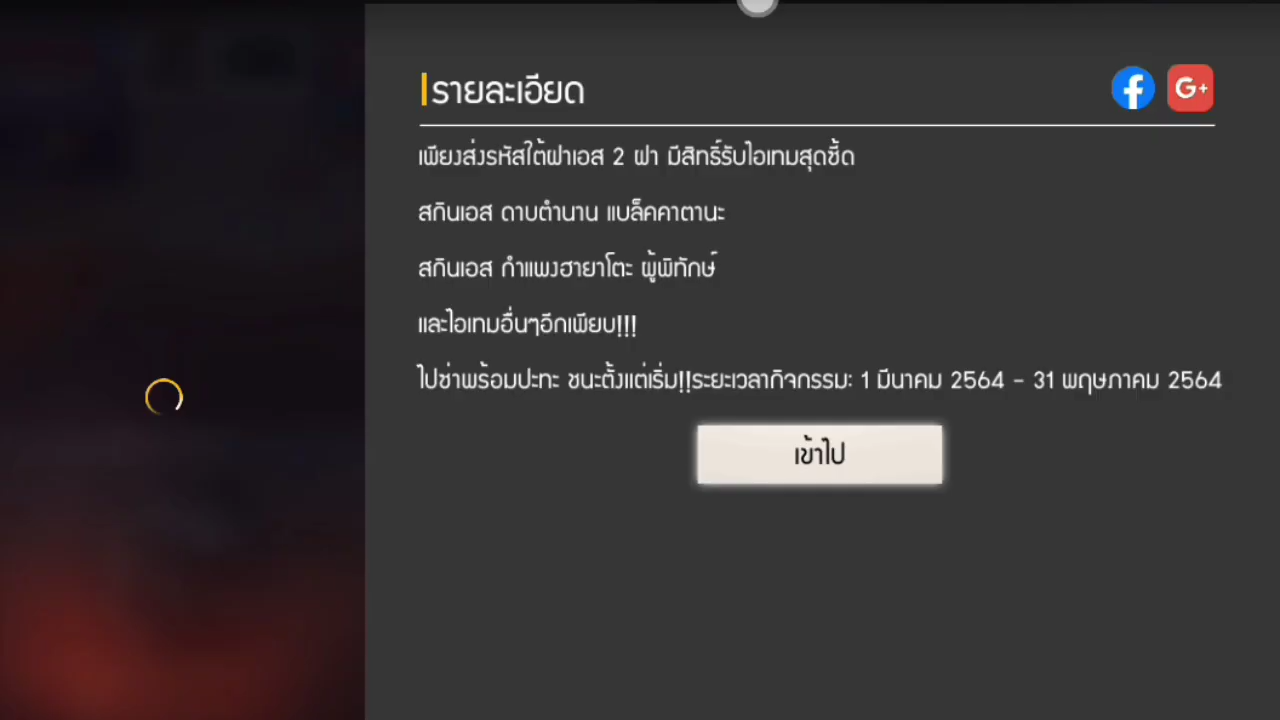 รายละเอียด
เพียงส่งรหัสใต้ฝาเอส 2 ฝา มีสิทธิ์รับไอเทมสุดซี้ด
สกินเอส ดาบตำนาน แบล็คคาตานะ
สกินเอส กำแพงฮายาโตะ ผู้พิทักษ์
และไอเทมอื่นๆอีกเพียบ!!!
ไปซ่าพร้อมปะทะ ชนะตั้งแต่เริ่ม!!ระยะเวลากิจกรรม: 1 มีนาคม 2564 - 31 พฤษภาคม 2564
เข้าไป